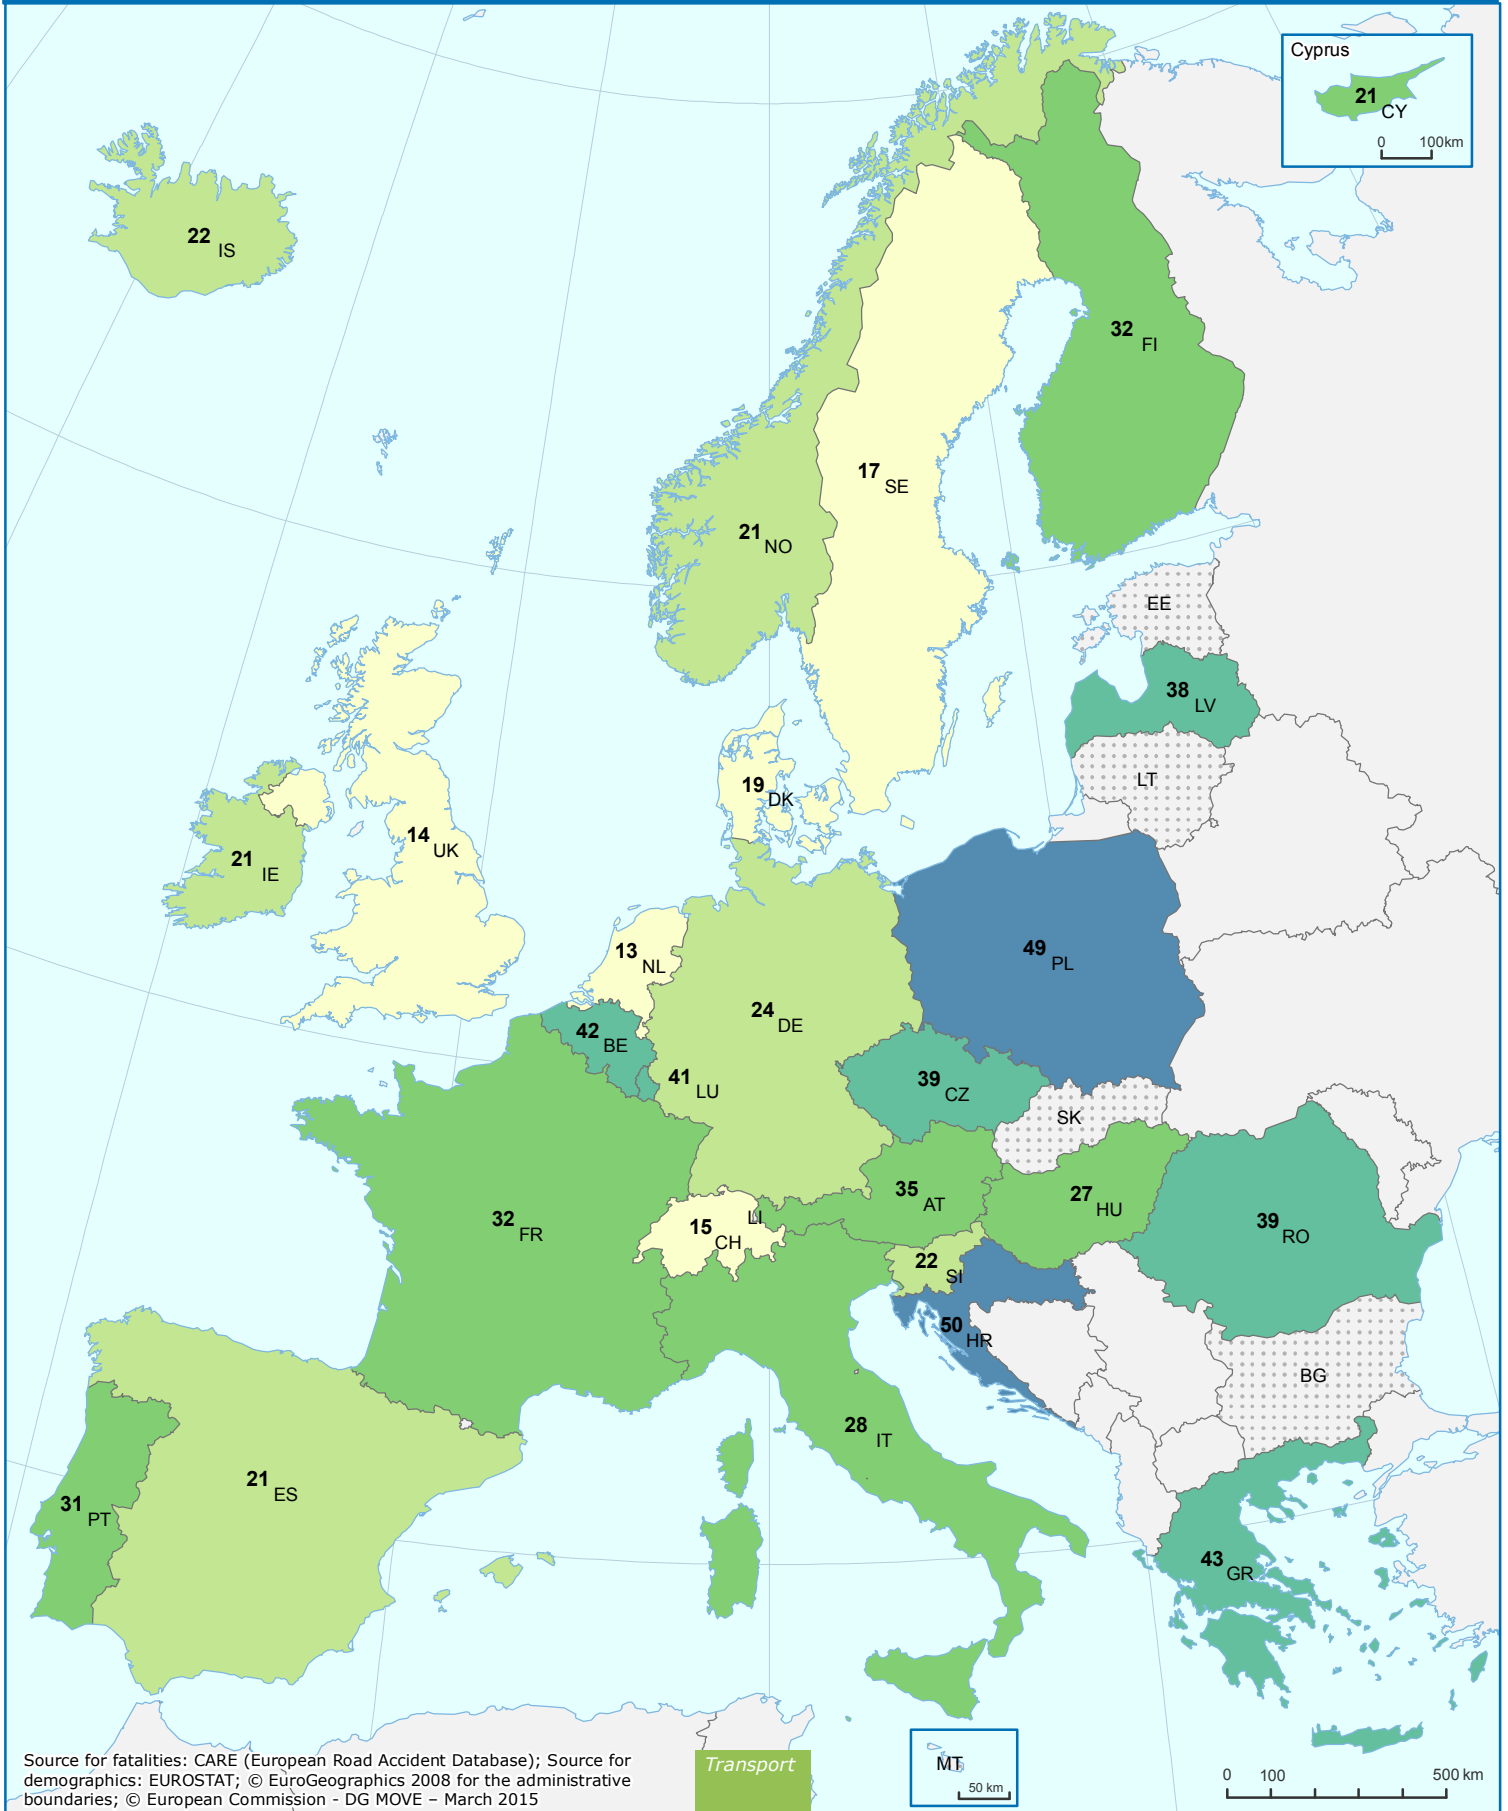 Cyprus
21 CY
0 100km
22 IS
32 FI
17 SE
21 NO
EE
38 LV
LT
19 DK
14 UK
21 IE
13 NL
49 PL
24 DE
42 BE
41 LU
39 CZ
SK
35 AT
27 HU
39 RO
32 FR
15 CH
LI
22 SI
50 HR
BG
28 IT
21 ES
31 PT
43 GR
MT
50 km
0 100 500 km
Transport
Source for fatalities: CARE (European Road Accident Database); Source for
demographics: EUROSTAT; © EuroGeographics 2008 for the administrative
boundaries; © European Commission - DG MOVE – March 2015